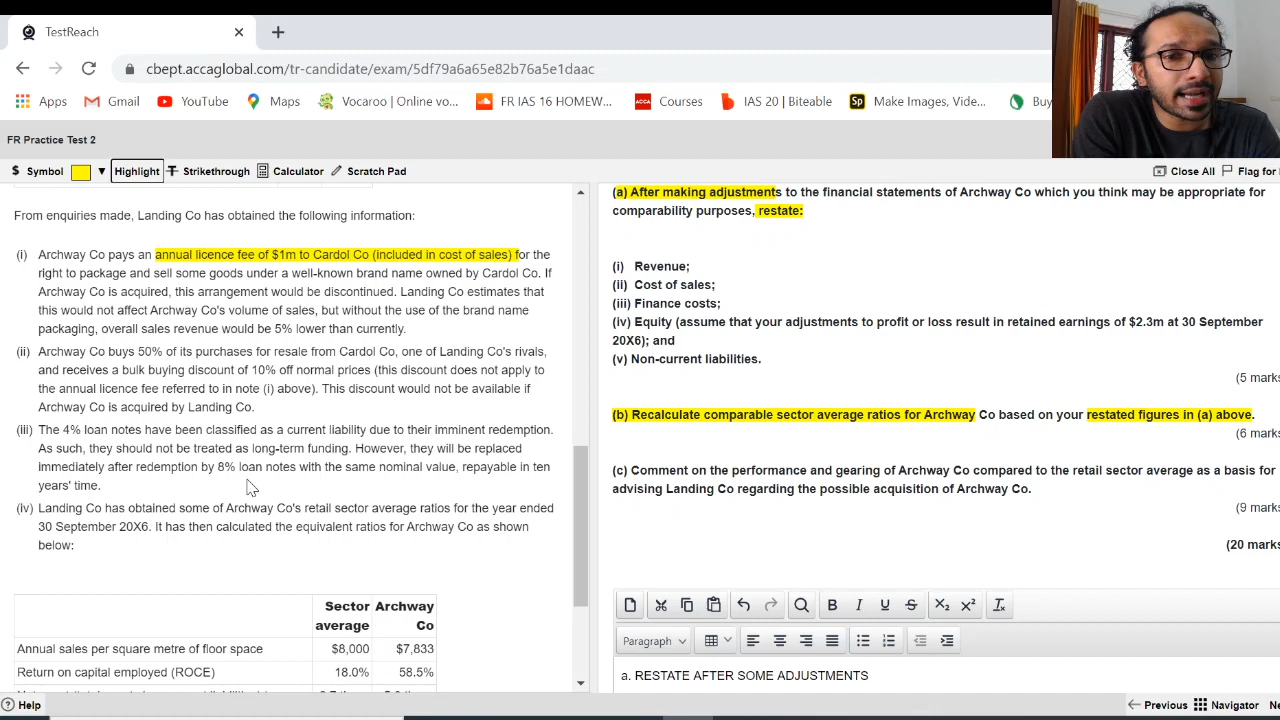 TestReach
cbept.accaglobal.com/tr-candidate/exam/5df79a6a65e82b76a5e1daac
Apps Gmail YouTube Maps Vocaroo | Online vo... FR IAS 16 HOMEW... Courses IAS 20 | Biteable Make Images, Vide... Buy
FR Practice Test 2
$ Symbol Highlight Strikethrough Calculator Scratch Pad Close All Flag for
From enquiries made, Landing Co has obtained the following information:
(i) Archway Co pays an annual licence fee of $1m to Cardol Co (included in cost of sales) for the
right to package and sell some goods under a well-known brand name owned by Cardol Co. If
Archway Co is acquired, this arrangement would be discontinued. Landing Co estimates that
this would not affect Archway Co's volume of sales, but without the use of the brand name
packaging, overall sales revenue would be 5% lower than currently.
(ii) Archway Co buys 50% of its purchases for resale from Cardol Co, one of Landing Co's rivals,
and receives a bulk buying discount of 10% off normal prices (this discount does not apply to
the annual licence fee referred to in note (i) above). This discount would not be available if
Archway Co is acquired by Landing Co.
(iii) The 4% loan notes have been classified as a current liability due to their imminent redemption.
As such, they should not be treated as long-term funding. However, they will be replaced
immediately after redemption by 8% loan notes with the same nominal value, repayable in ten
years' time.
(iv) Landing Co has obtained some of Archway Co's retail sector average ratios for the year ended
30 September 20X6. It has then calculated the equivalent ratios for Archway Co as shown
below:
Sector Archway
average Co
Annual sales per square metre of floor space $8,000 $7,833
Return on capital employed (ROCE) 18.0% 58.5%
(a) After making adjustments to the financial statements of Archway Co which you think may be appropriate for
comparability purposes, restate:
(i) Revenue;
(ii) Cost of sales;
(iii) Finance costs;
(iv) Equity (assume that your adjustments to profit or loss result in retained earnings of $2.3m at 30 September
20X6); and
(v) Non-current liabilities.
(5 marks
(b) Recalculate comparable sector average ratios for Archway Co based on your restated figures in (a) above.
(6 marks
(c) Comment on the performance and gearing of Archway Co compared to the retail sector average as a basis for
advising Landing Co regarding the possible acquisition of Archway Co.
(9 marks
(20 marks
B I U S X₂ X² Iₓ
Paragraph
a. RESTATE AFTER SOME ADJUSTMENTS
Help Previous Navigator Ne